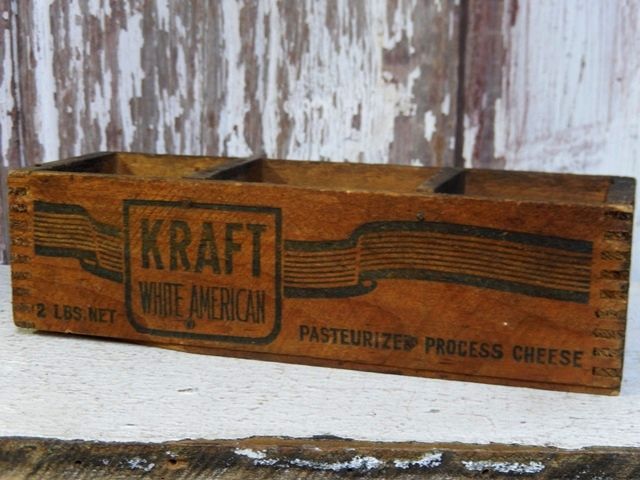 KRAFT
WHITE AMERICAN
2 LBS. NET
PASTEURIZED PROCESS CHEESE